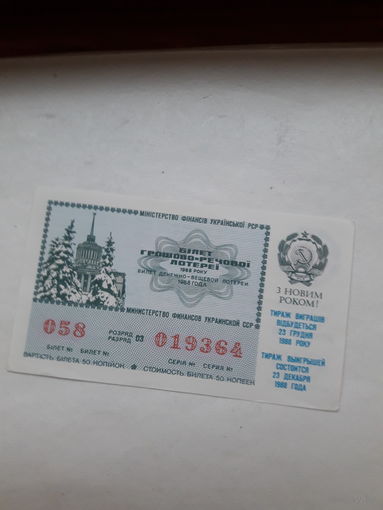 МІНІСТЕРСТВО ФІНАНСІВ УКРАЇНСЬКОЇ РСР
БІЛЕТ
ГРОШОВО-РЕЧОВОЇ
ЛОТЕРЕЇ
1988 РОКУ
БИЛЕТ ДЕНЕЖНО-ВЕЩЕВОЙ ЛОТЕРЕИ
1988 ГОДА
МИНИСТЕРСТВО ФИНАНСОВ УКРАИНСКОЙ ССР
058
РОЗРЯД
РАЗРЯД
03
019364
БІЛЕТ № БИЛЕТ №
СЕРІЯ № СЕРИЯ №
ВАРТІСТЬ БІЛЕТА 50 КОПІЙОК
СТОИМОСТЬ БИЛЕТА 50 КОПЕЕК
З НОВИМ
РОКОМ!
ТИРАЖ ВИГРАШІВ
ВІДБУДЕТЬСЯ
23 ГРУДНЯ
1988 РОКУ
ТИРАЖ ВЫИГРЫШЕЙ
СОСТОИТСЯ
23 ДЕКАБРЯ
1988 ГОДА